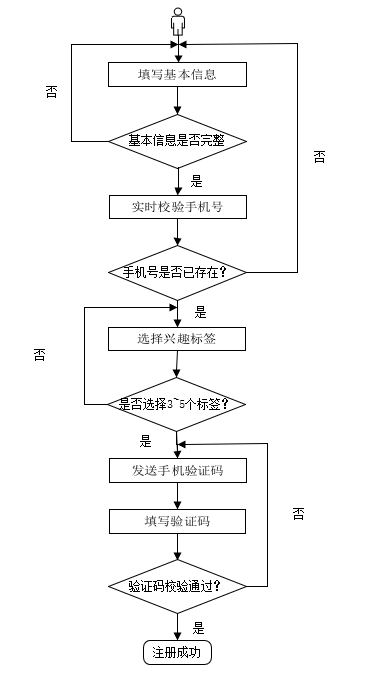 填写基本信息
否
基本信息是否完整
否
是
实时校验手机号
手机号是否已存在?
是
选择兴趣标签
否
是否选择3~5个标签?
是
发送手机验证码
否
填写验证码
验证码校验通过?
是
注册成功